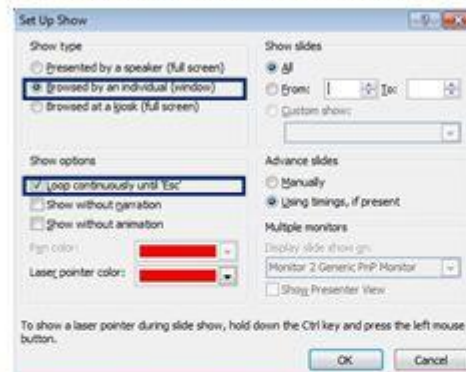 Set Up Show
Show type
Presented by a speaker (full screen)
Browsed by an individual (window)
Browsed at a kiosk (full screen)
Show options
Loop continuously until 'Esc'
Show without narration
Show without animation
Pen color:
Laser pointer color:
Show slides
All
From: To:
Custom show:
Advance slides
Manually
Using timings, if present
Multiple monitors
Display slide show on:
Monitor 2 Generic PnP Monitor
Show Presenter View
To show a laser pointer during slide show, hold down the Ctrl key and press the left mouse
button.
OK Cancel